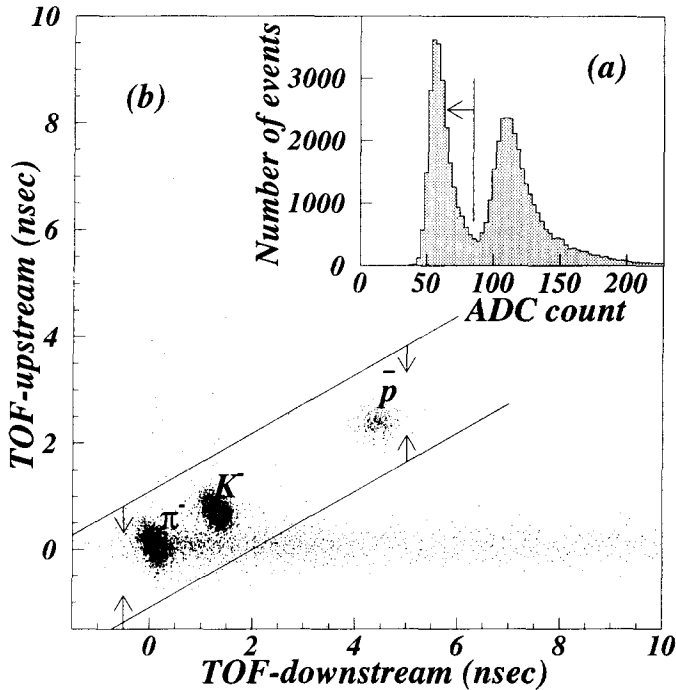 10
8
6
4
2
0
TOF-upstream (nsec)
(b)
(a)
Number of events
3000
2000
1000
0
0 50 100 150 200
ADC count
p̄
K⁻
π⁻
0 2 4 6 8 10
TOF-downstream (nsec)